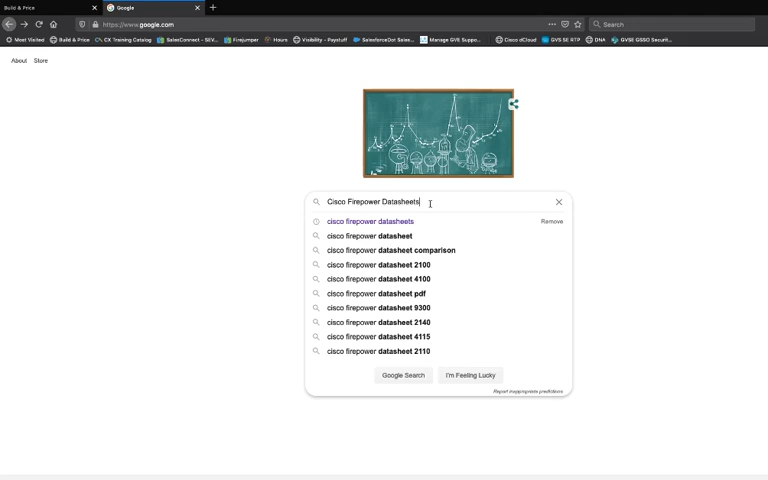 Build & Price
Google
https://www.google.com
Search
Most Visited
Build & Price
CX Training Catalog
SalesConnect - SEV...
Firejumper
Hours
Visibility - Paystuff
SalesforceDot Sales...
Manage GVE Suppo...
Cisco dCloud
GVS SE RTP
DNA
GVSE GSSO Securit...
About Store
Cisco Firepower Datasheets
cisco firepower datasheets Remove
cisco firepower datasheet
cisco firepower datasheet comparison
cisco firepower datasheet 2100
cisco firepower datasheet 4100
cisco firepower datasheet pdf
cisco firepower datasheet 9300
cisco firepower datasheet 2140
cisco firepower datasheet 4115
cisco firepower datasheet 2110
Google Search I'm Feeling Lucky
Report inappropriate predictions